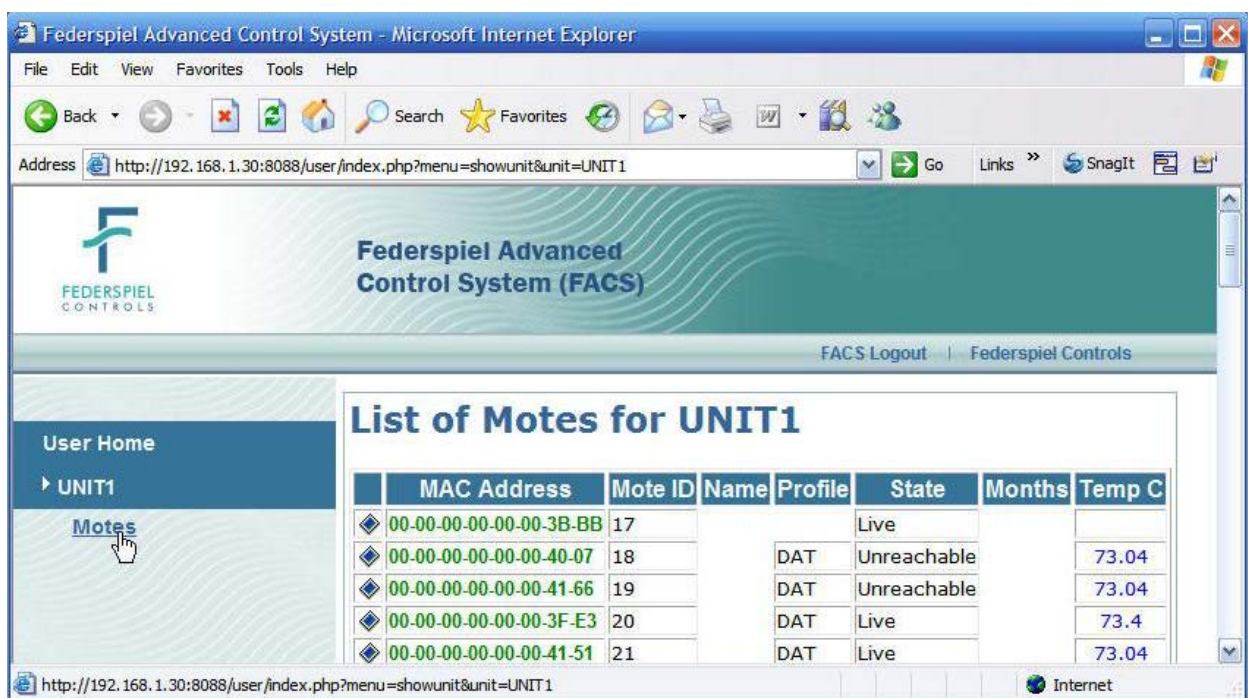 Federspiel Advanced Control System - Microsoft Internet Explorer
File Edit View Favorites Tools Help
Back Search Favorites W
Address http://192.168.1.30:8088/user/index.php?menu=showunit&unit=UNIT1 Go Links » SnagIt
FEDERSPIEL
CONTROLS
Federspiel Advanced
Control System (FACS)
FACS Logout | Federspiel Controls
User Home
UNIT1
Motes
List of Motes for UNIT1
MAC Address Mote ID Name Profile State Months Temp C
00-00-00-00-00-00-3B-BB 17 Live
00-00-00-00-00-00-40-07 18 DAT Unreachable 73.04
00-00-00-00-00-00-41-66 19 DAT Unreachable 73.04
00-00-00-00-00-00-3F-E3 20 DAT Live 73.4
00-00-00-00-00-00-41-51 21 DAT Live 73.04
http://192.168.1.30:8088/user/index.php?menu=showunit&unit=UNIT1 Internet